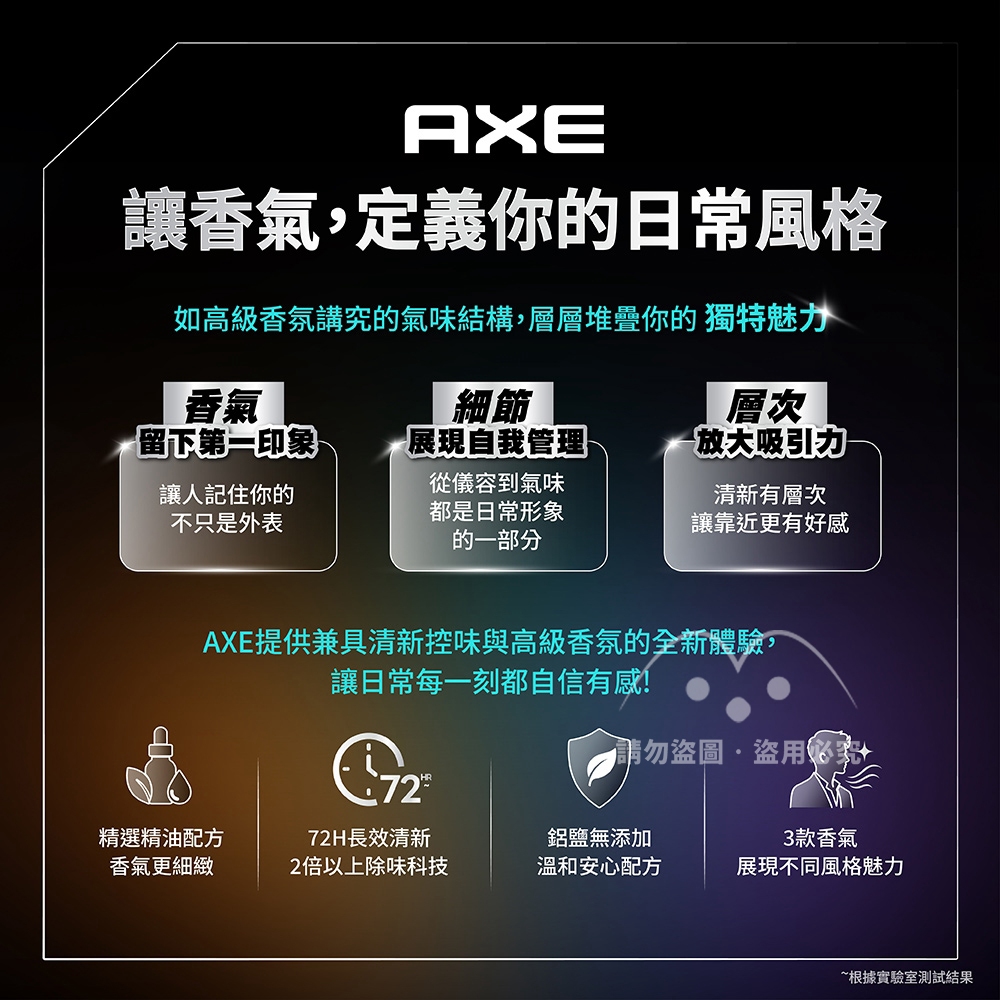 AXE
讓香氣,定義你的日常風格
如高級香氛講究的氣味結構,層層堆疊你的 獨特魅力
香氣
留下第一印象
讓人記住你的
不只是外表
細節
展現自我管理
從儀容到氣味
都是日常形象
的一部分
層次
放大吸引力
清新有層次
讓靠近更有好感
AXE提供兼具清新控味與高級香氛的全新體驗,
讓日常每一刻都自信有感!
請勿盜圖・盜用必究
精選精油配方
香氣更細緻
72HR~
72H長效清新
2倍以上除味科技
鋁鹽無添加
溫和安心配方
3款香氣
展現不同風格魅力
~根據實驗室測試結果